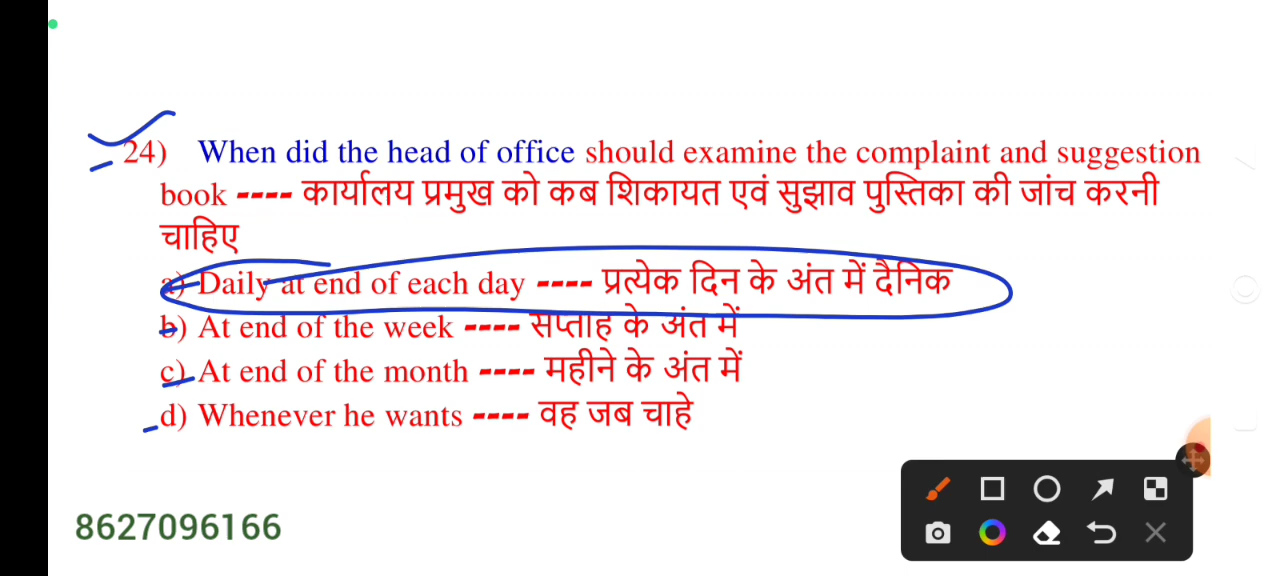 24) When did the head of office should examine the complaint and suggestion
book ---- कार्यालय प्रमुख को कब शिकायत एवं सुझाव पुस्तिका की जांच करनी
चाहिए
a) Daily at end of each day ---- प्रत्येक दिन के अंत में दैनिक
b) At end of the week ---- सप्ताह के अंत में
c) At end of the month ---- महीने के अंत में
d) Whenever he wants ---- वह जब चाहे
8627096166